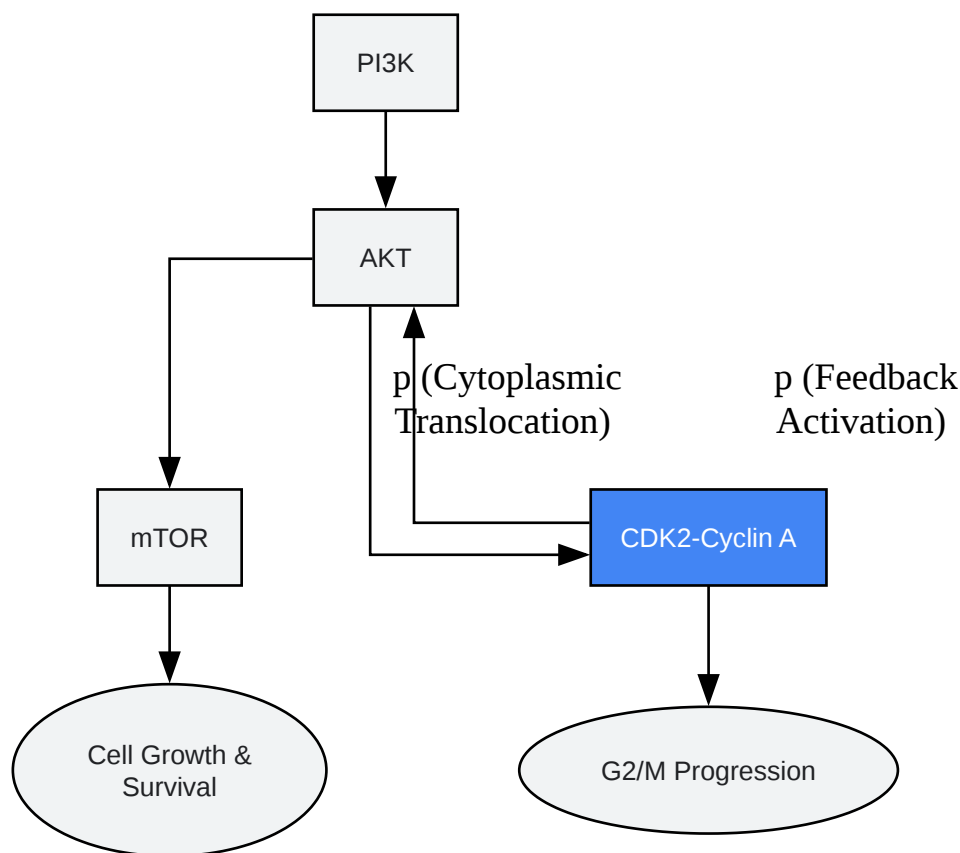 PI3K
AKT
p (Cytoplasmic
Translocation)
p (Feedback
Activation)
mTOR
CDK2-Cyclin A
Cell Growth &
Survival
G2/M Progression